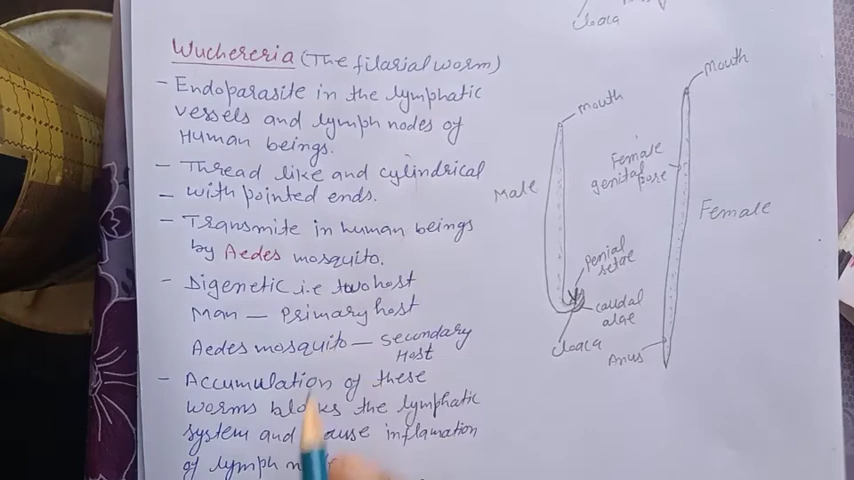 Cloaca
Wuchereria (The filarial worm)
- Endoparasite in the lymphatic
vessels and lymph nodes of
Human beings.
- Thread like and cylindrical
- with pointed ends.
- Transmite in human beings
by Aedes mosquito.
- Digenetic i.e two host
Man — Primary host
Aedes mosquito — secondary
Host
- Accumulation of these
worms blocks the lymphatic
system and cause inflamation
of lymph
Mouth
Male
Penial
setae
caudal
alae
Cloaca
Mouth
Female
genital
pore
Female
Anus